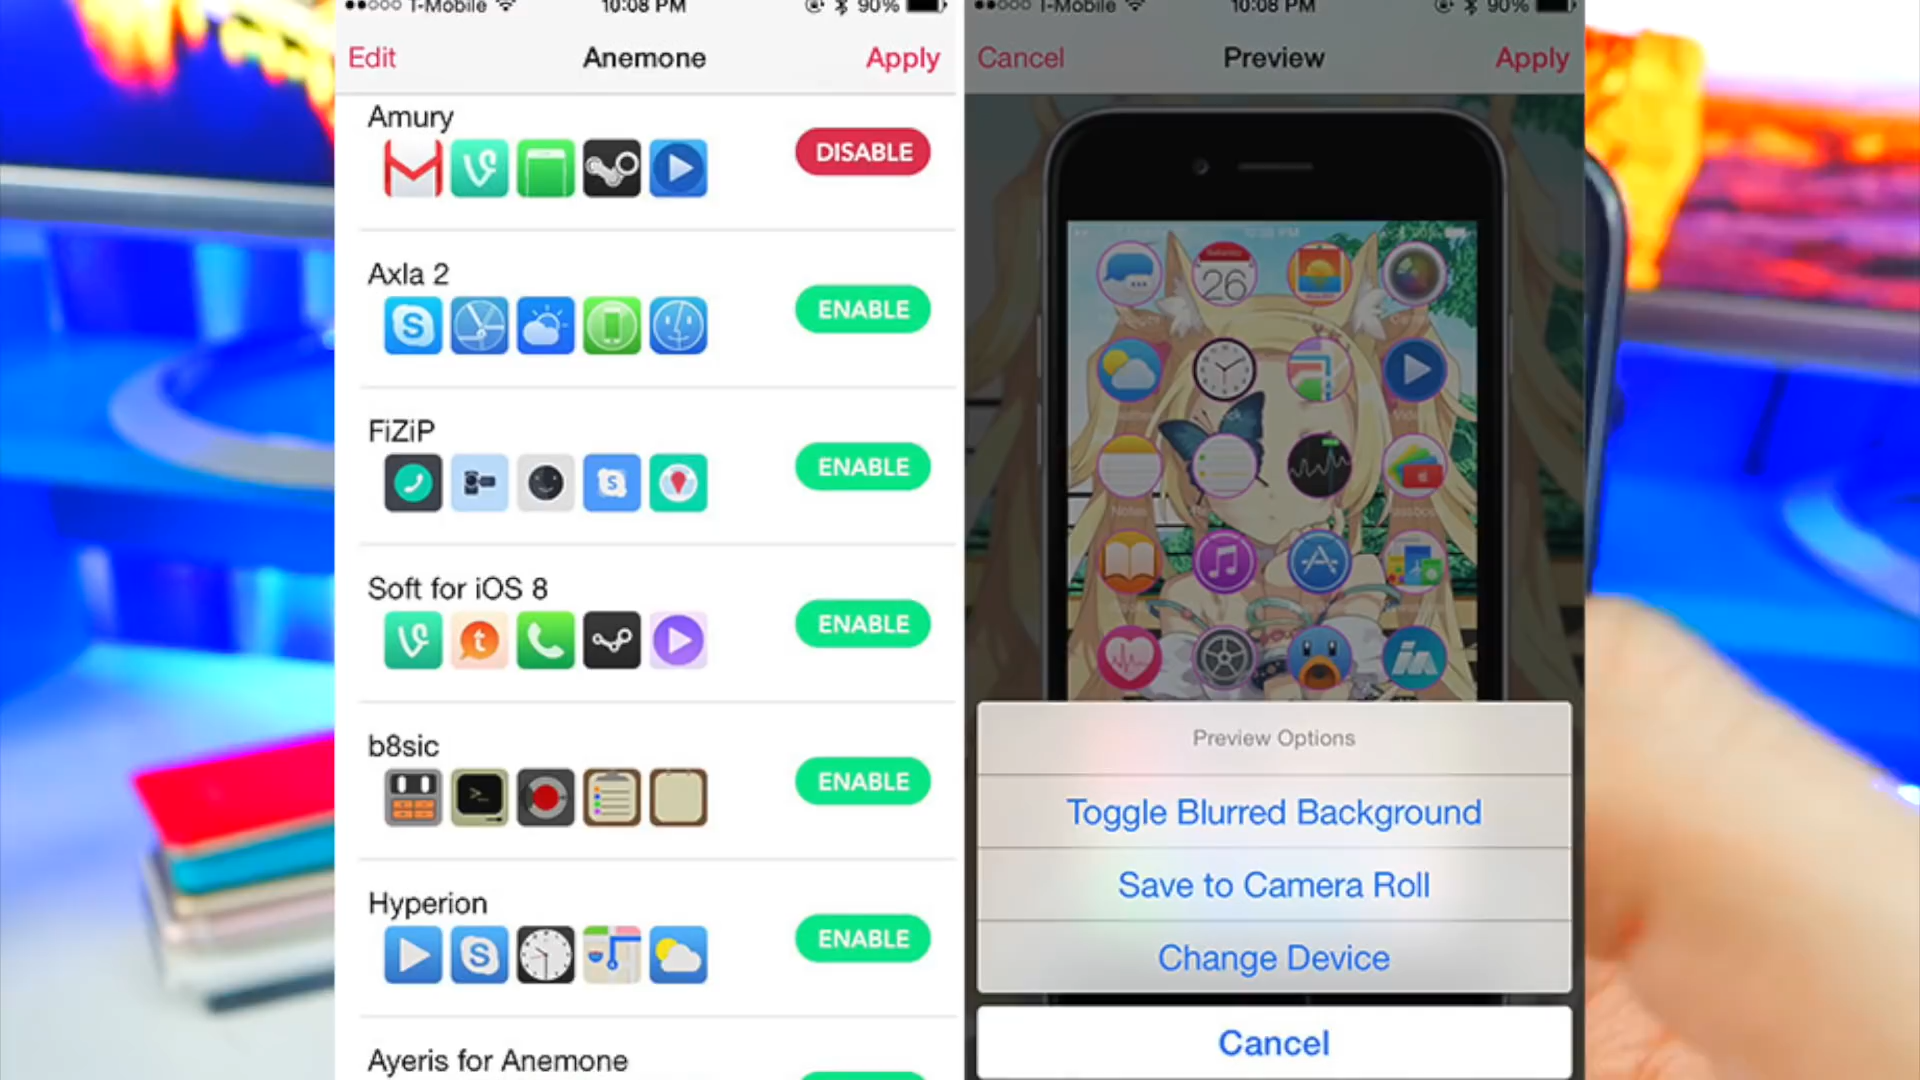 T-Mobile 10:08 PM 90%
Edit Anemone Apply
Amury
DISABLE
Axla 2
ENABLE
FiZiP
ENABLE
Soft for iOS 8
ENABLE
b8sic
ENABLE
Hyperion
ENABLE
Ayeris for Anemone
T-Mobile 10:08 PM 90%
Cancel Preview Apply
26
Notes
Preview Options
Toggle Blurred Background
Save to Camera Roll
Change Device
Cancel